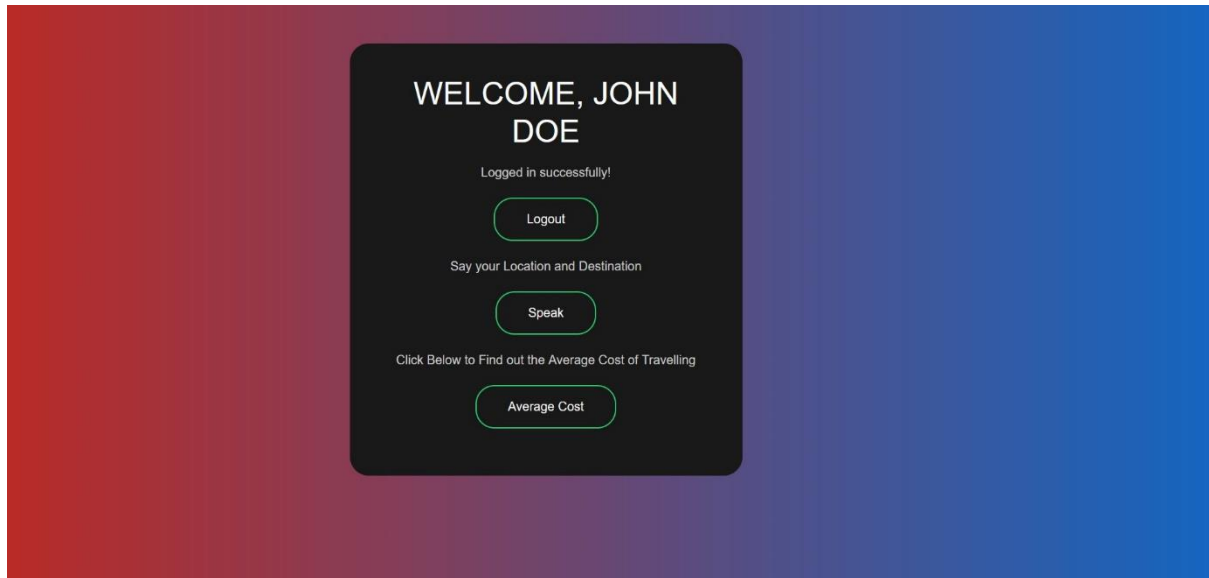 WELCOME, JOHN
DOE
Logged in successfully!
Logout
Say your Location and Destination
Speak
Click Below to Find out the Average Cost of Travelling
Average Cost